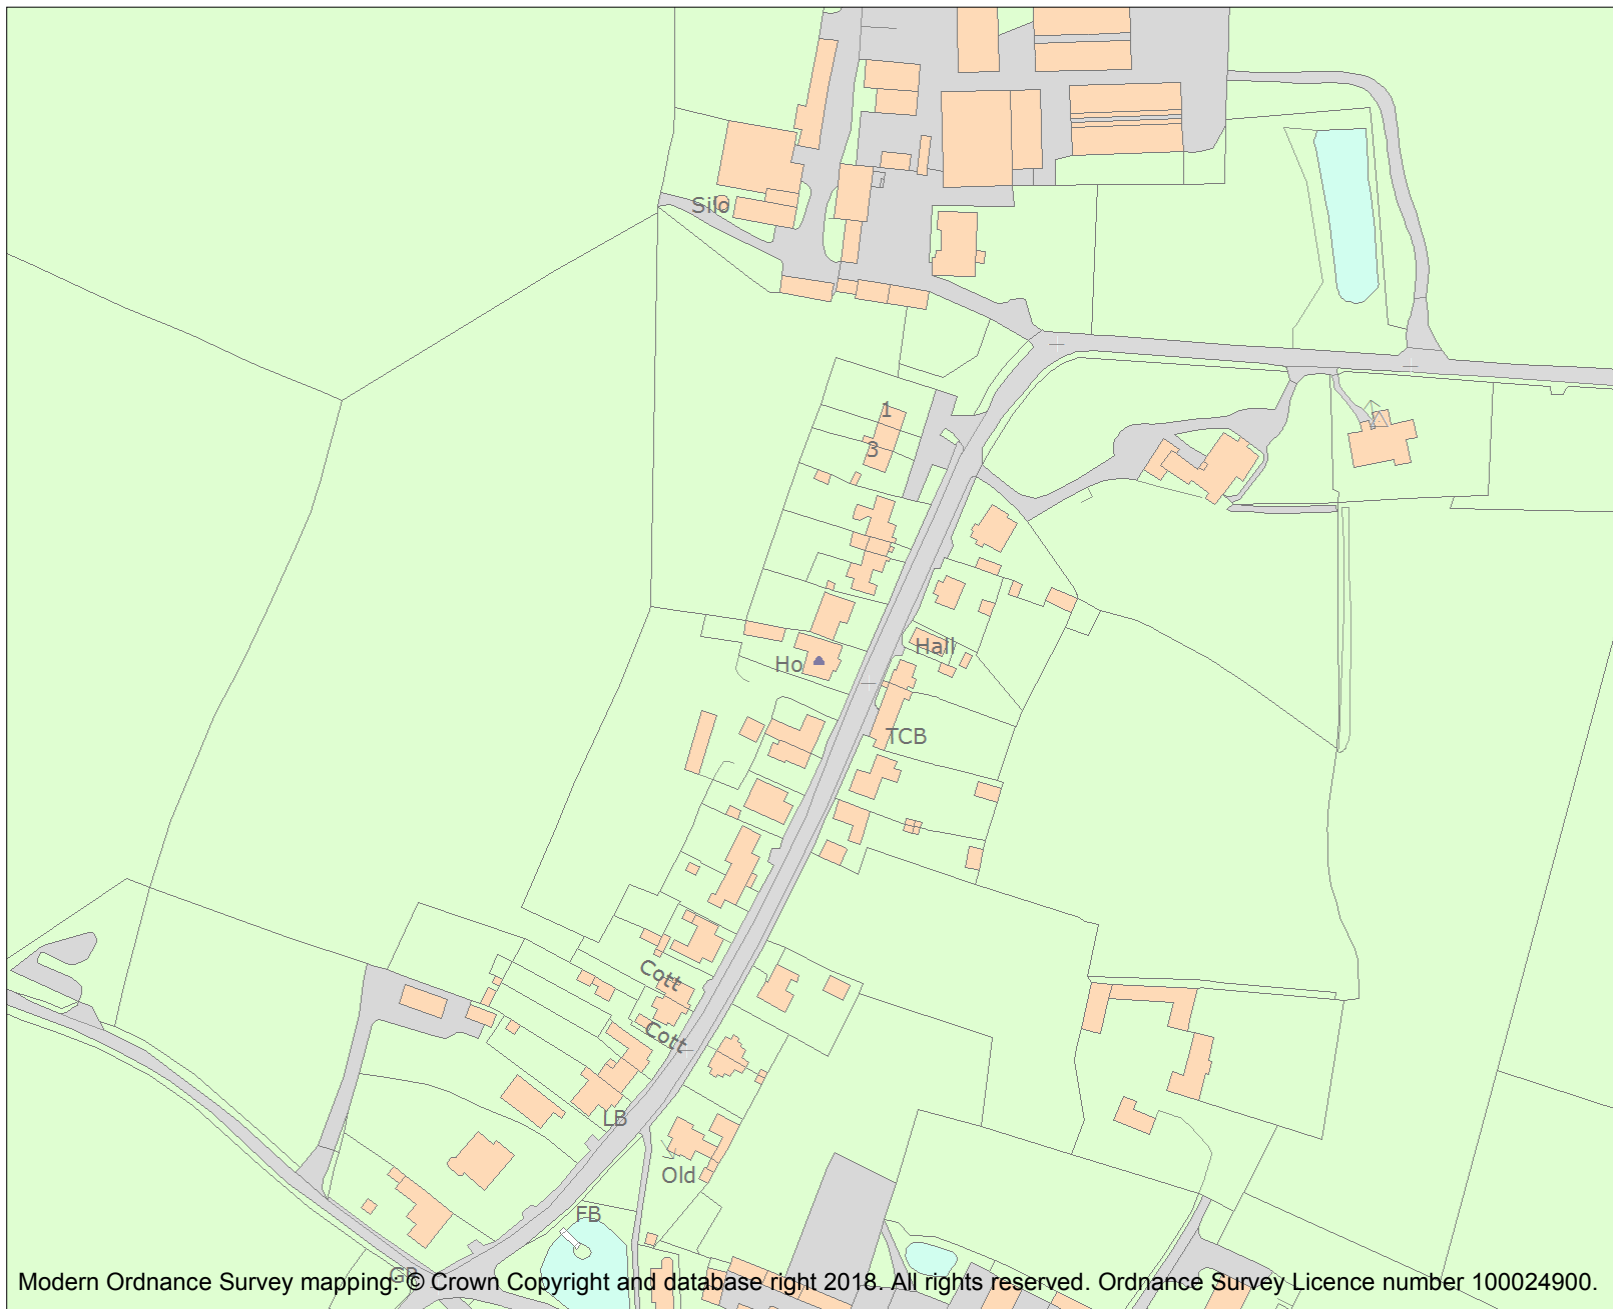 Silo
1
3
Hall
Ho
TCB
Cott
Cott
LB
Old
FB
GP
Modern Ordnance Survey mapping: © Crown Copyright and database right 2018. All rights reserved. Ordnance Survey Licence number 100024900.